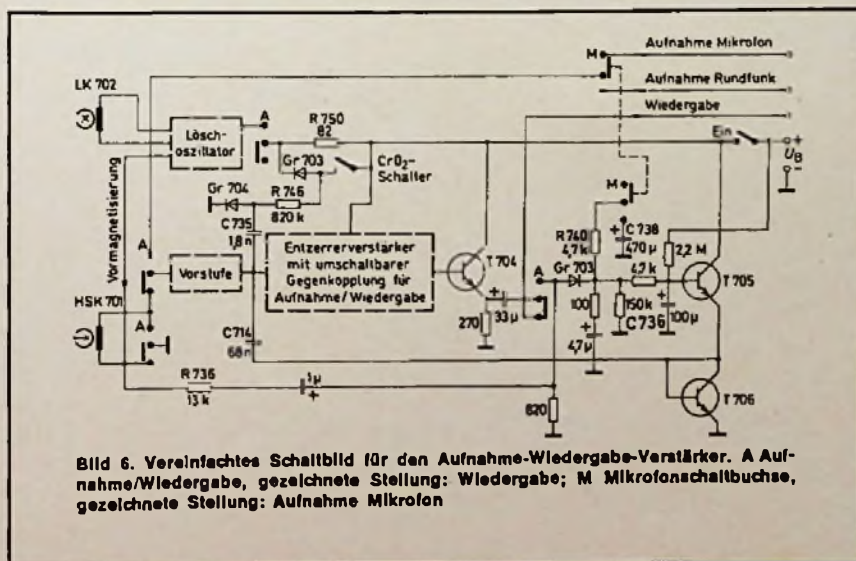 Aufnahme Mikrofon
M
Aufnahme Rundfunk
Wiedergabe
LK 702
Lösch-
oszillator
A
R 750
82
Gr 703
CrO₂-
Schalter
Ein
+
U_B
-
Vormagnetisierung
Gr 704
R 746
820 k
C 735
1,8 n
M
R 740
4,7 k
C 738
470 µ
2,2 M
A
Vorstufe
Entzerrerverstärker
mit umschaltbarer
Gegenkopplung für
Aufnahme/Wiedergabe
T 704
A
Gr 703
4,7 k
T 705
HSK 701
A
+
33 µ
270
100
150k
C 736
+
100 µ
C 714
68 n
+
4,7 µ
R 736
13 k
1 µ
+
820
T 706
Bild 6. Vereinfachtes Schaltbild für den Aufnahme-Wiedergabe-Verstärker. A Auf-
nahme/Wiedergabe, gezeichnete Stellung: Wiedergabe; M Mikrofonschaltbuchse,
gezeichnete Stellung: Aufnahme Mikrofon